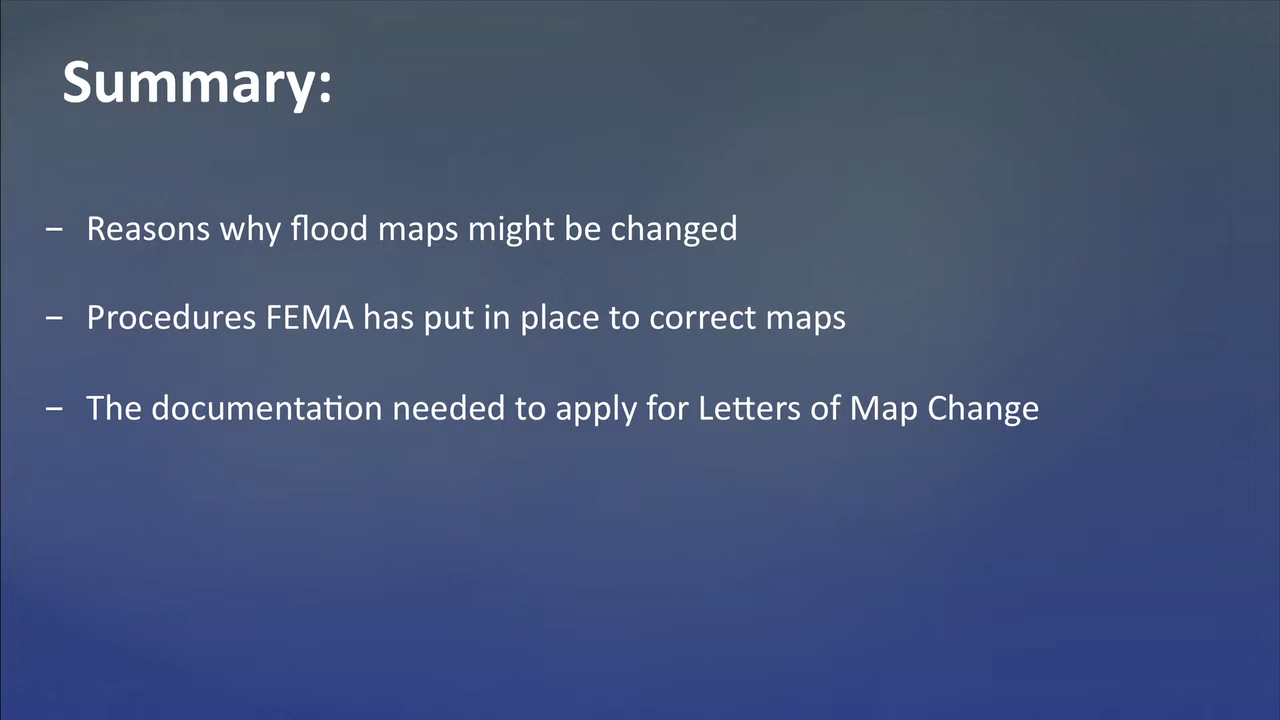 Summary:
– Reasons why flood maps might be changed
– Procedures FEMA has put in place to correct maps
– The documentation needed to apply for Letters of Map Change